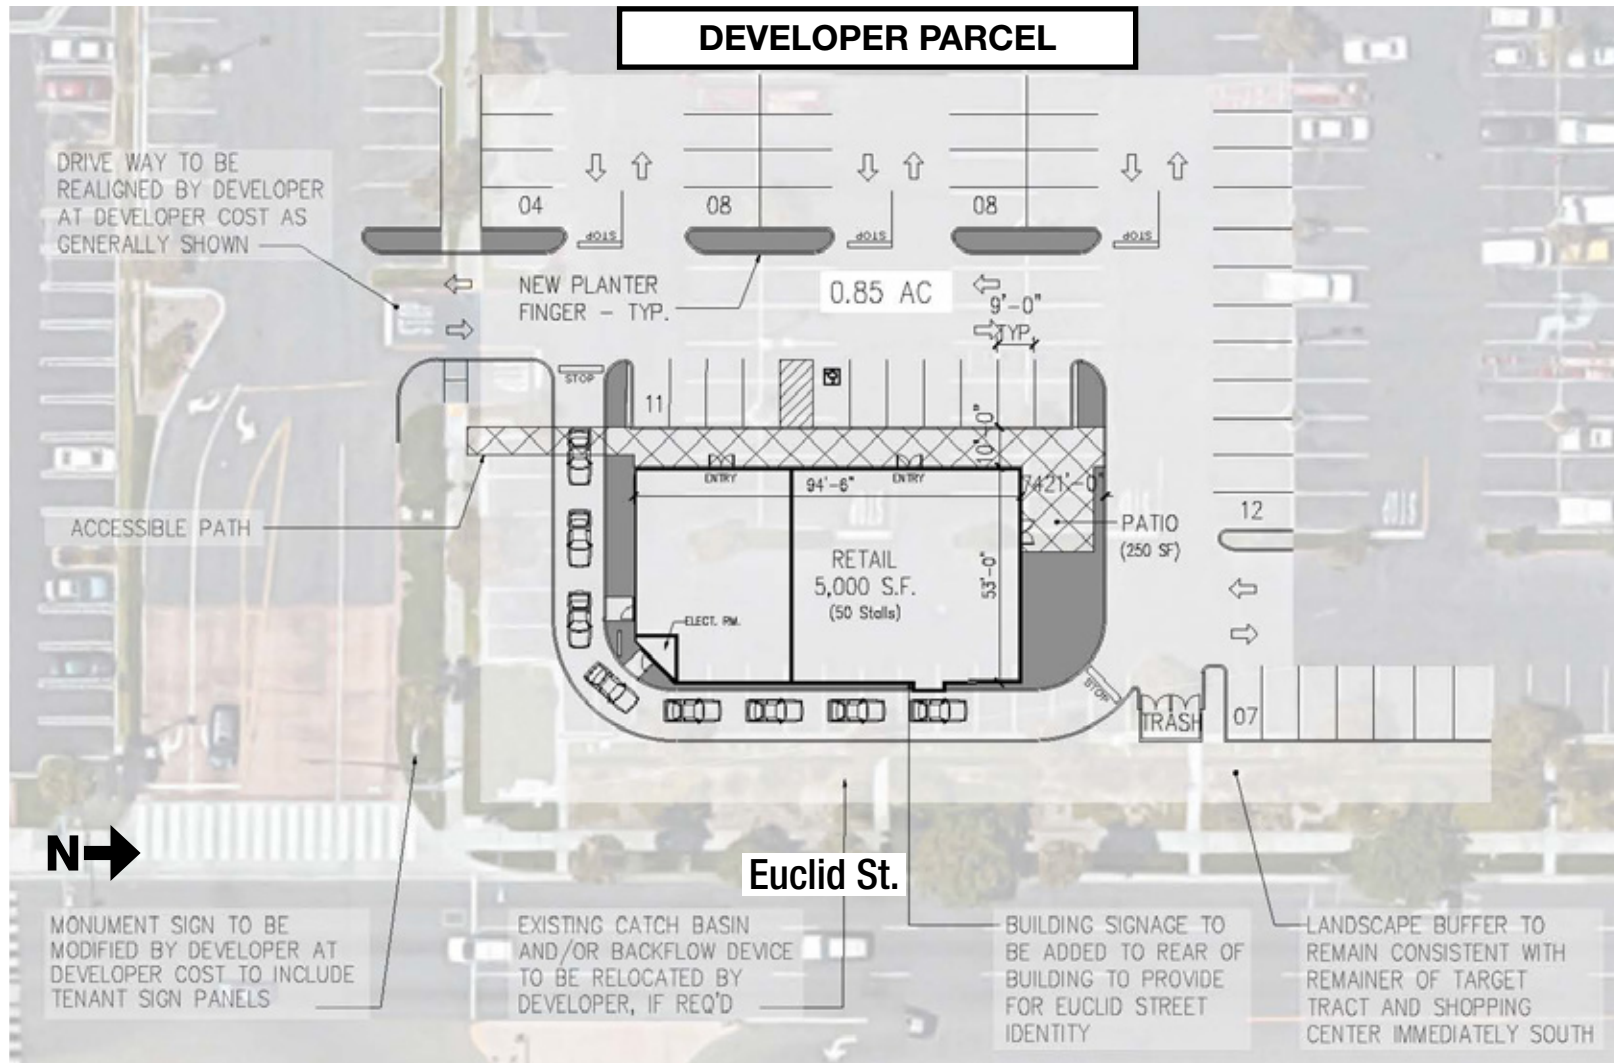 DEVELOPER PARCEL
DRIVE WAY TO BE
REALIGNED BY DEVELOPER
AT DEVELOPER COST AS
GENERALLY SHOWN
04
08
08
STOP
STOP
STOP
NEW PLANTER
FINGER - TYP.
0.85 AC
9'-0"
TYP.
STOP
11
10'-0"
ENTRY
ENTRY
94'-6"
7421'-0"
ACCESSIBLE PATH
PATIO
(250 SF)
12
RETAIL
5,000 S.F.
(50 Stalls)
53'-0"
ELECT. RM.
STOP
TRASH
07
N
Euclid St.
MONUMENT SIGN TO BE
MODIFIED BY DEVELOPER AT
DEVELOPER COST TO INCLUDE
TENANT SIGN PANELS
EXISTING CATCH BASIN
AND/OR BACKFLOW DEVICE
TO BE RELOCATED BY
DEVELOPER, IF REQ'D
BUILDING SIGNAGE TO
BE ADDED TO REAR OF
BUILDING TO PROVIDE
FOR EUCLID STREET
IDENTITY
LANDSCAPE BUFFER TO
REMAIN CONSISTENT WITH
REMAINER OF TARGET
TRACT AND SHOPPING
CENTER IMMEDIATELY SOUTH